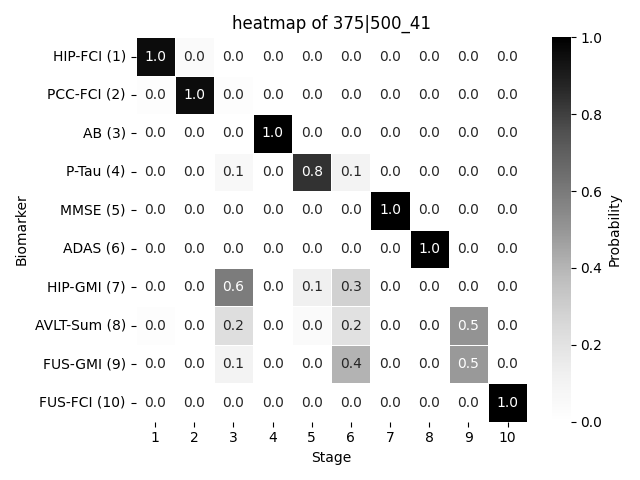 heatmap of 375|500_41
HIP-FCI (1) 1.0 0.0 0.0 0.0 0.0 0.0 0.0 0.0 0.0 0.0
PCC-FCI (2) 0.0 1.0 0.0 0.0 0.0 0.0 0.0 0.0 0.0 0.0
AB (3) 0.0 0.0 0.0 1.0 0.0 0.0 0.0 0.0 0.0 0.0
P-Tau (4) 0.0 0.0 0.1 0.0 0.8 0.1 0.0 0.0 0.0 0.0
MMSE (5) 0.0 0.0 0.0 0.0 0.0 0.0 1.0 0.0 0.0 0.0
ADAS (6) 0.0 0.0 0.0 0.0 0.0 0.0 0.0 1.0 0.0 0.0
HIP-GMI (7) 0.0 0.0 0.6 0.0 0.1 0.3 0.0 0.0 0.0 0.0
AVLT-Sum (8) 0.0 0.0 0.2 0.0 0.0 0.2 0.0 0.0 0.5 0.0
FUS-GMI (9) 0.0 0.0 0.1 0.0 0.0 0.4 0.0 0.0 0.5 0.0
FUS-FCI (10) 0.0 0.0 0.0 0.0 0.0 0.0 0.0 0.0 0.0 1.0
1 2 3 4 5 6 7 8 9 10
Stage
Biomarker
1.0
0.8
0.6
0.4
0.2
0.0
Probability